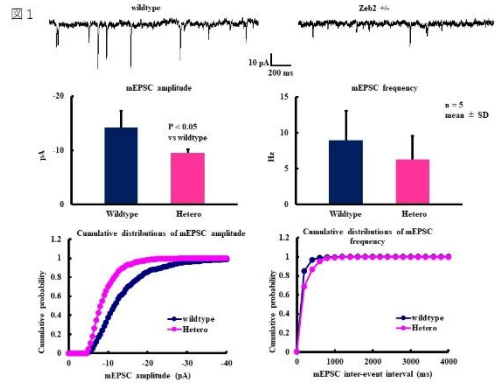 図 1
wildtype
Zeb2 +/-
10 pA
200 ms
mEPSC amplitude
-20
-10
0
pA
P < 0.05
vs wildtype
Wildtype
Hetero
mEPSC frequency
15
10
5
0
Hz
n = 5
mean ± SD
Wildtype
Hetero
Cumulative distributions of mEPSC amplitude
1.2
1
0.8
0.6
0.4
0.2
0
Cumulative probability
wildtype
Hetero
0
-10
-20
-30
-40
mEPSC amplitude (pA)
Cumulative distributions of mEPSC
frequency
1.2
1
0.8
0.6
0.4
0.2
0
Cumulative probability
wildtype
Hetero
0
1000
2000
3000
4000
mEPSC inter-event interval (ms)